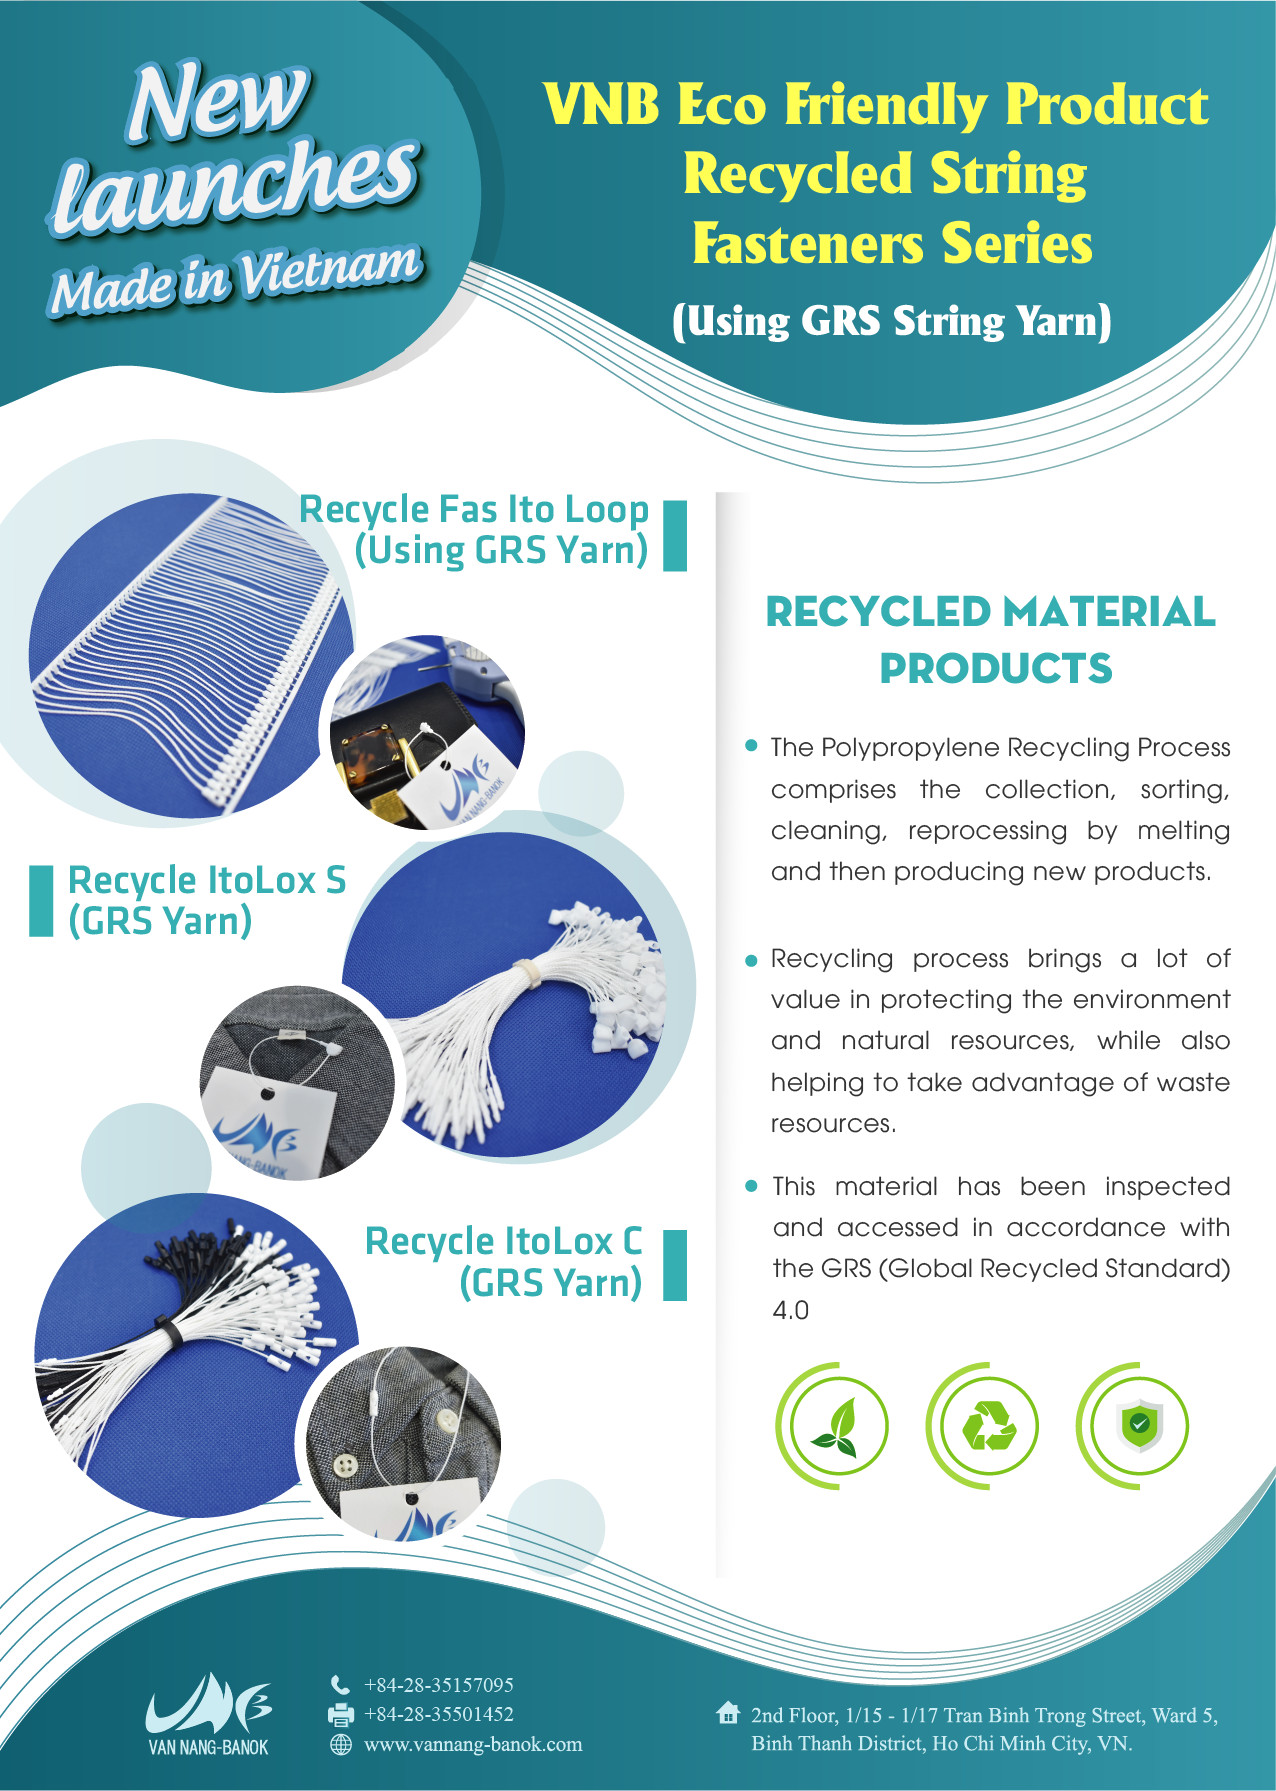 New
launches
Made in Vietnam
VNB Eco Friendly Product
Recycled String
Fasteners Series
(Using GRS String Yarn)
Recycle Fas Ito Loop
(Using GRS Yarn)
VAN NANG-BANOK
Recycle ItoLox S
(GRS Yarn)
NANG-BANOK
Recycle ItoLox C
(GRS Yarn)
RECYCLED MATERIAL
PRODUCTS
The Polypropylene Recycling Process
comprises the collection, sorting,
cleaning, reprocessing by melting
and then producing new products.
Recycling process brings a lot of
value in protecting the environment
and natural resources, while also
helping to take advantage of waste
resources.
This material has been inspected
and accessed in accordance with
the GRS (Global Recycled Standard)
4.0
VAN NANG-BANOK
+84-28-35157095
+84-28-35501452
www.vannang-banok.com
2nd Floor, 1/15 - 1/17 Tran Binh Trong Street, Ward 5,
Binh Thanh District, Ho Chi Minh City, VN.